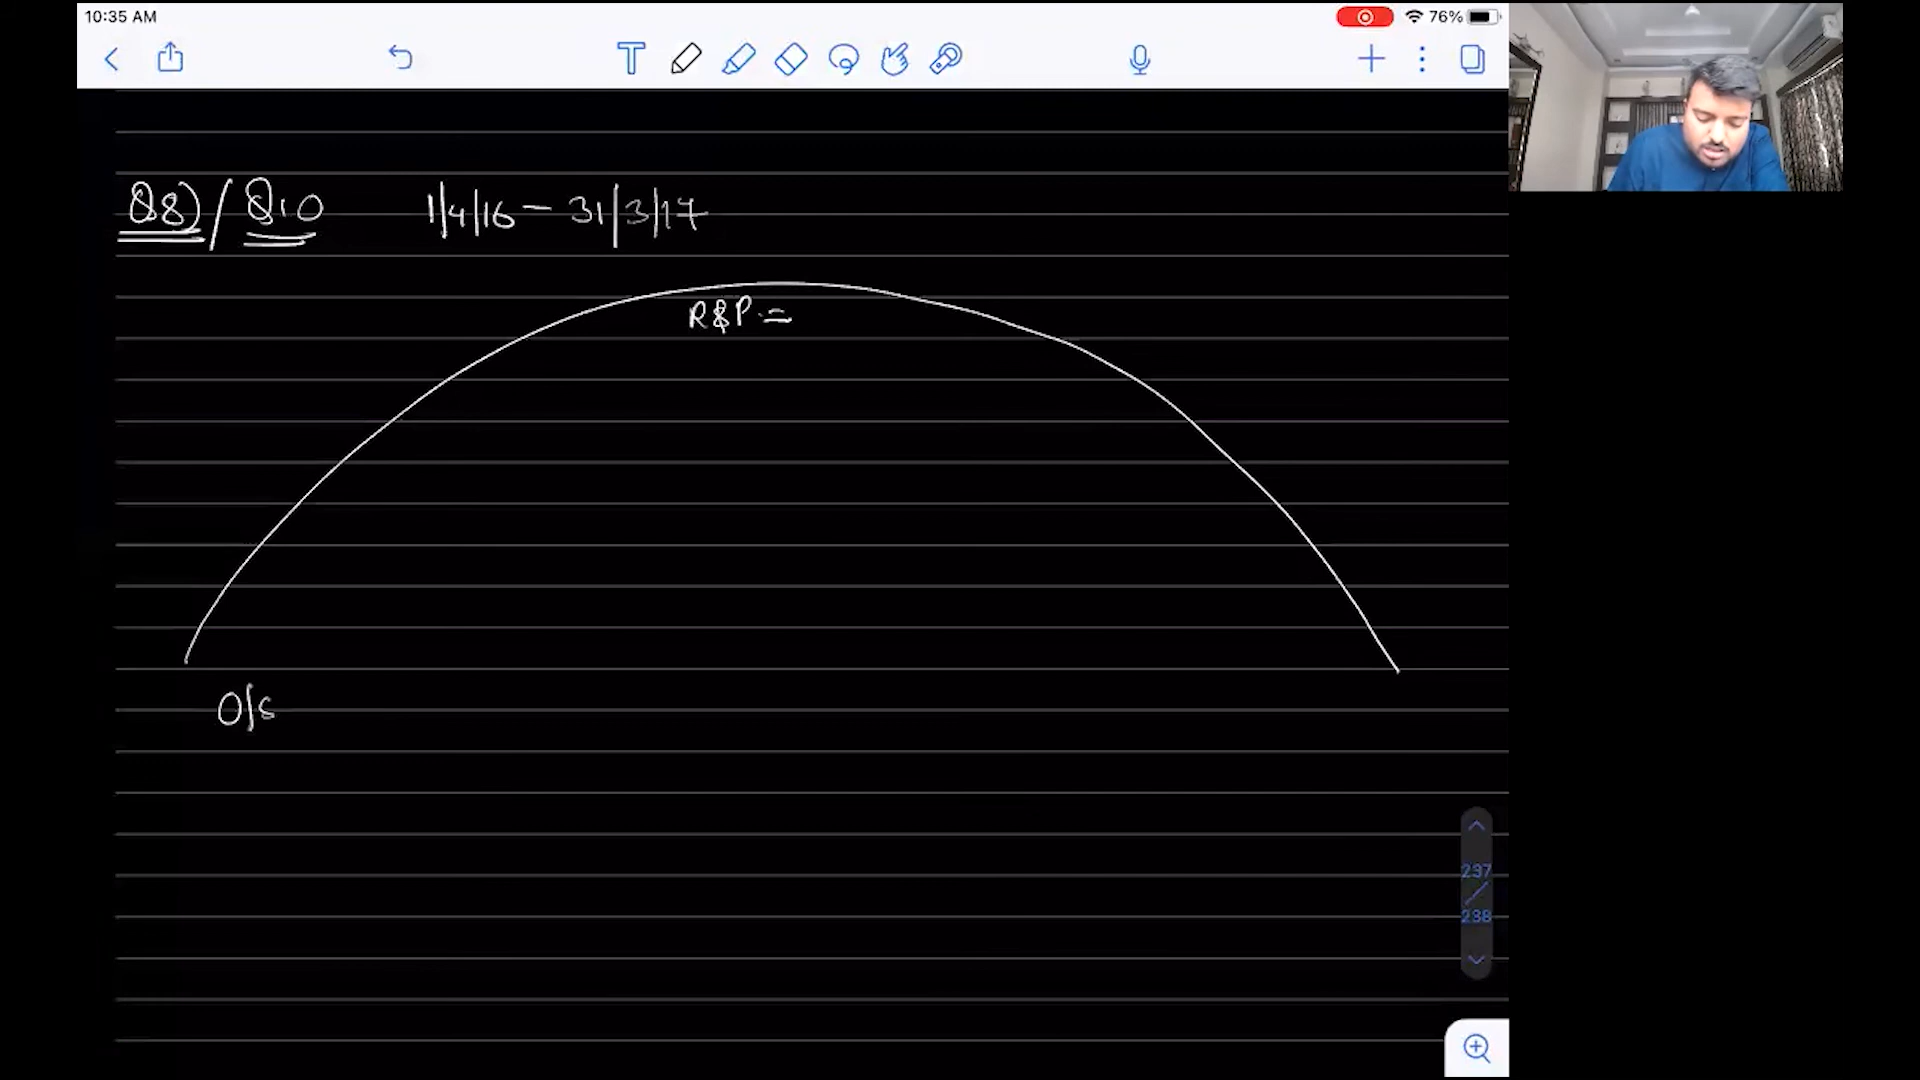 10:35 AM
76%
Q8) / Q10 1/4/16 - 31/3/17
R&P. =
O/S
237
238